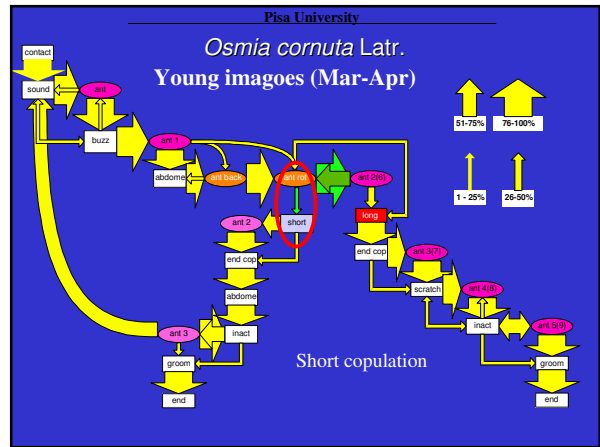 Pisa University
Osmia cornuta Latr.
Young imagoes (Mar-Apr)
contact
sound
ant
buzz
ant 1
abdome
ant back
ant rot
ant 2(6)
51-75%
76-100%
1 - 25%
26-50%
ant 2
short
long
end cop
end cop
ant 3(7)
abdome
scratch
ant 4(8)
ant 3
inact
inact
ant 5(9)
groom
Short copulation
groom
end
end